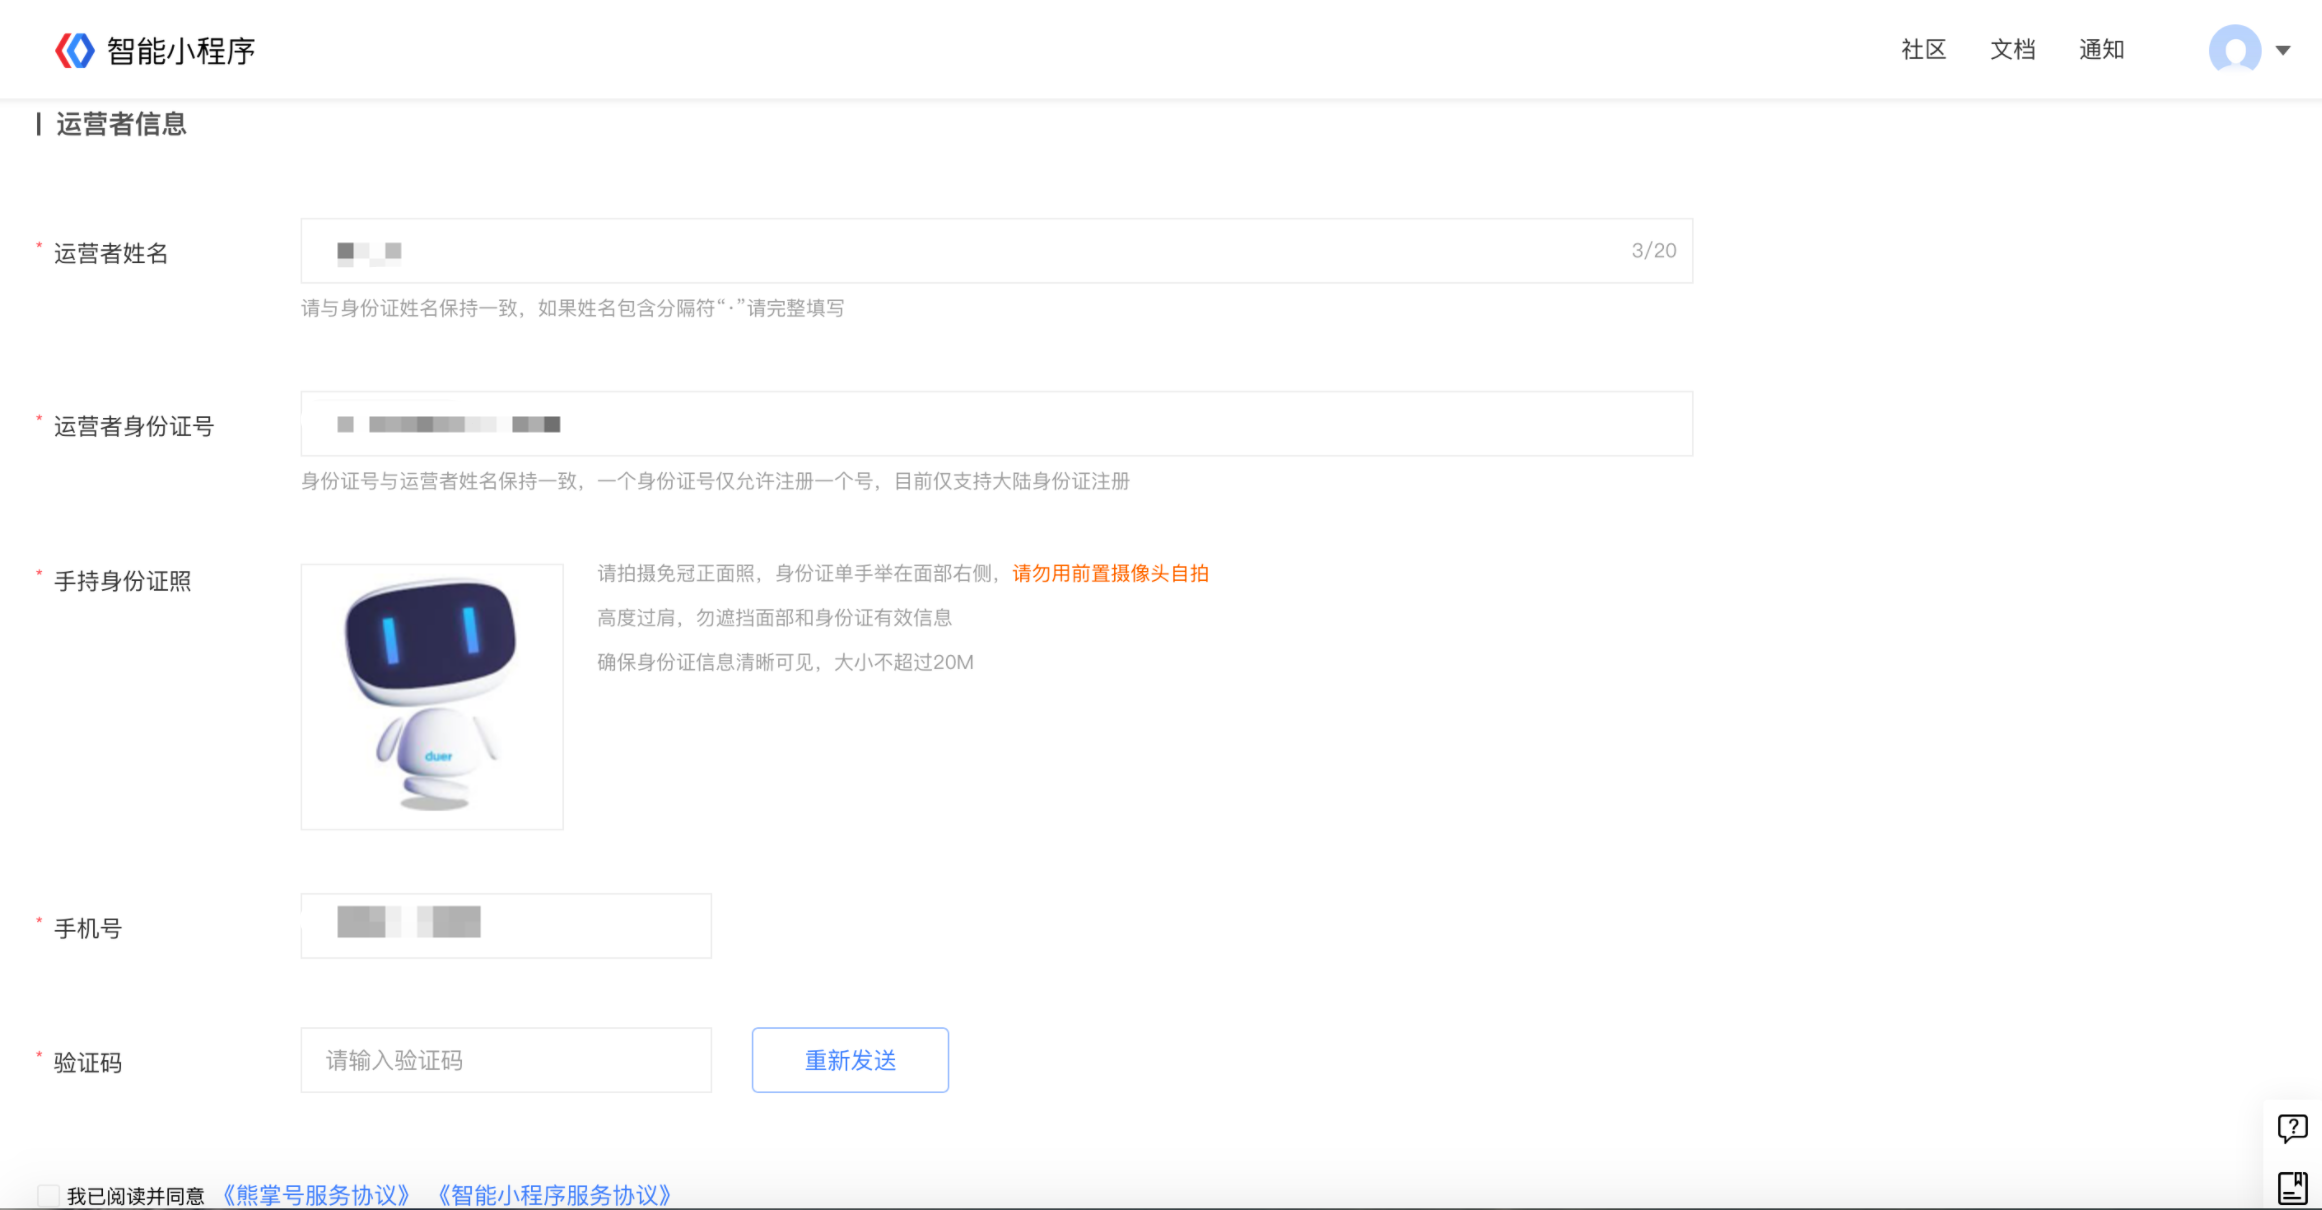 智能小程序
社区 文档 通知
运营者信息
* 运营者姓名
3/20
请与身份证姓名保持一致，如果姓名包含分隔符“·”请完整填写
* 运营者身份证号
身份证号与运营者姓名保持一致，一个身份证号仅允许注册一个号，目前仅支持大陆身份证注册
* 手持身份证照
请拍摄免冠正面照，身份证单手举在面部右侧，请勿用前置摄像头自拍
高度过肩，勿遮挡面部和身份证有效信息
确保身份证信息清晰可见，大小不超过20M
duer
* 手机号
* 验证码
请输入验证码
重新发送
我已阅读并同意 《熊掌号服务协议》 《智能小程序服务协议》